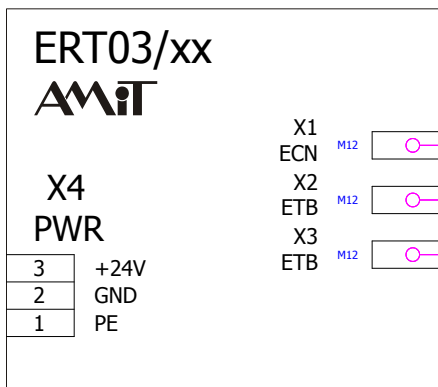 ERT03/xx
AMiT
X1
ECN M12
X2
ETB M12
X3
ETB M12
X4
PWR
3 +24V
2 GND
1 PE